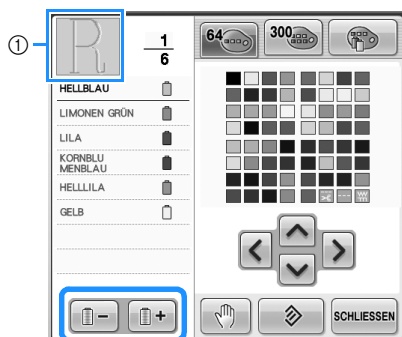 ①
R
1
6
64
300
HELLBLAU
LIMONEN GRÜN
LILA
KORNBLU
MENBLAU
HELLLILA
GELB
SCHLIESSEN